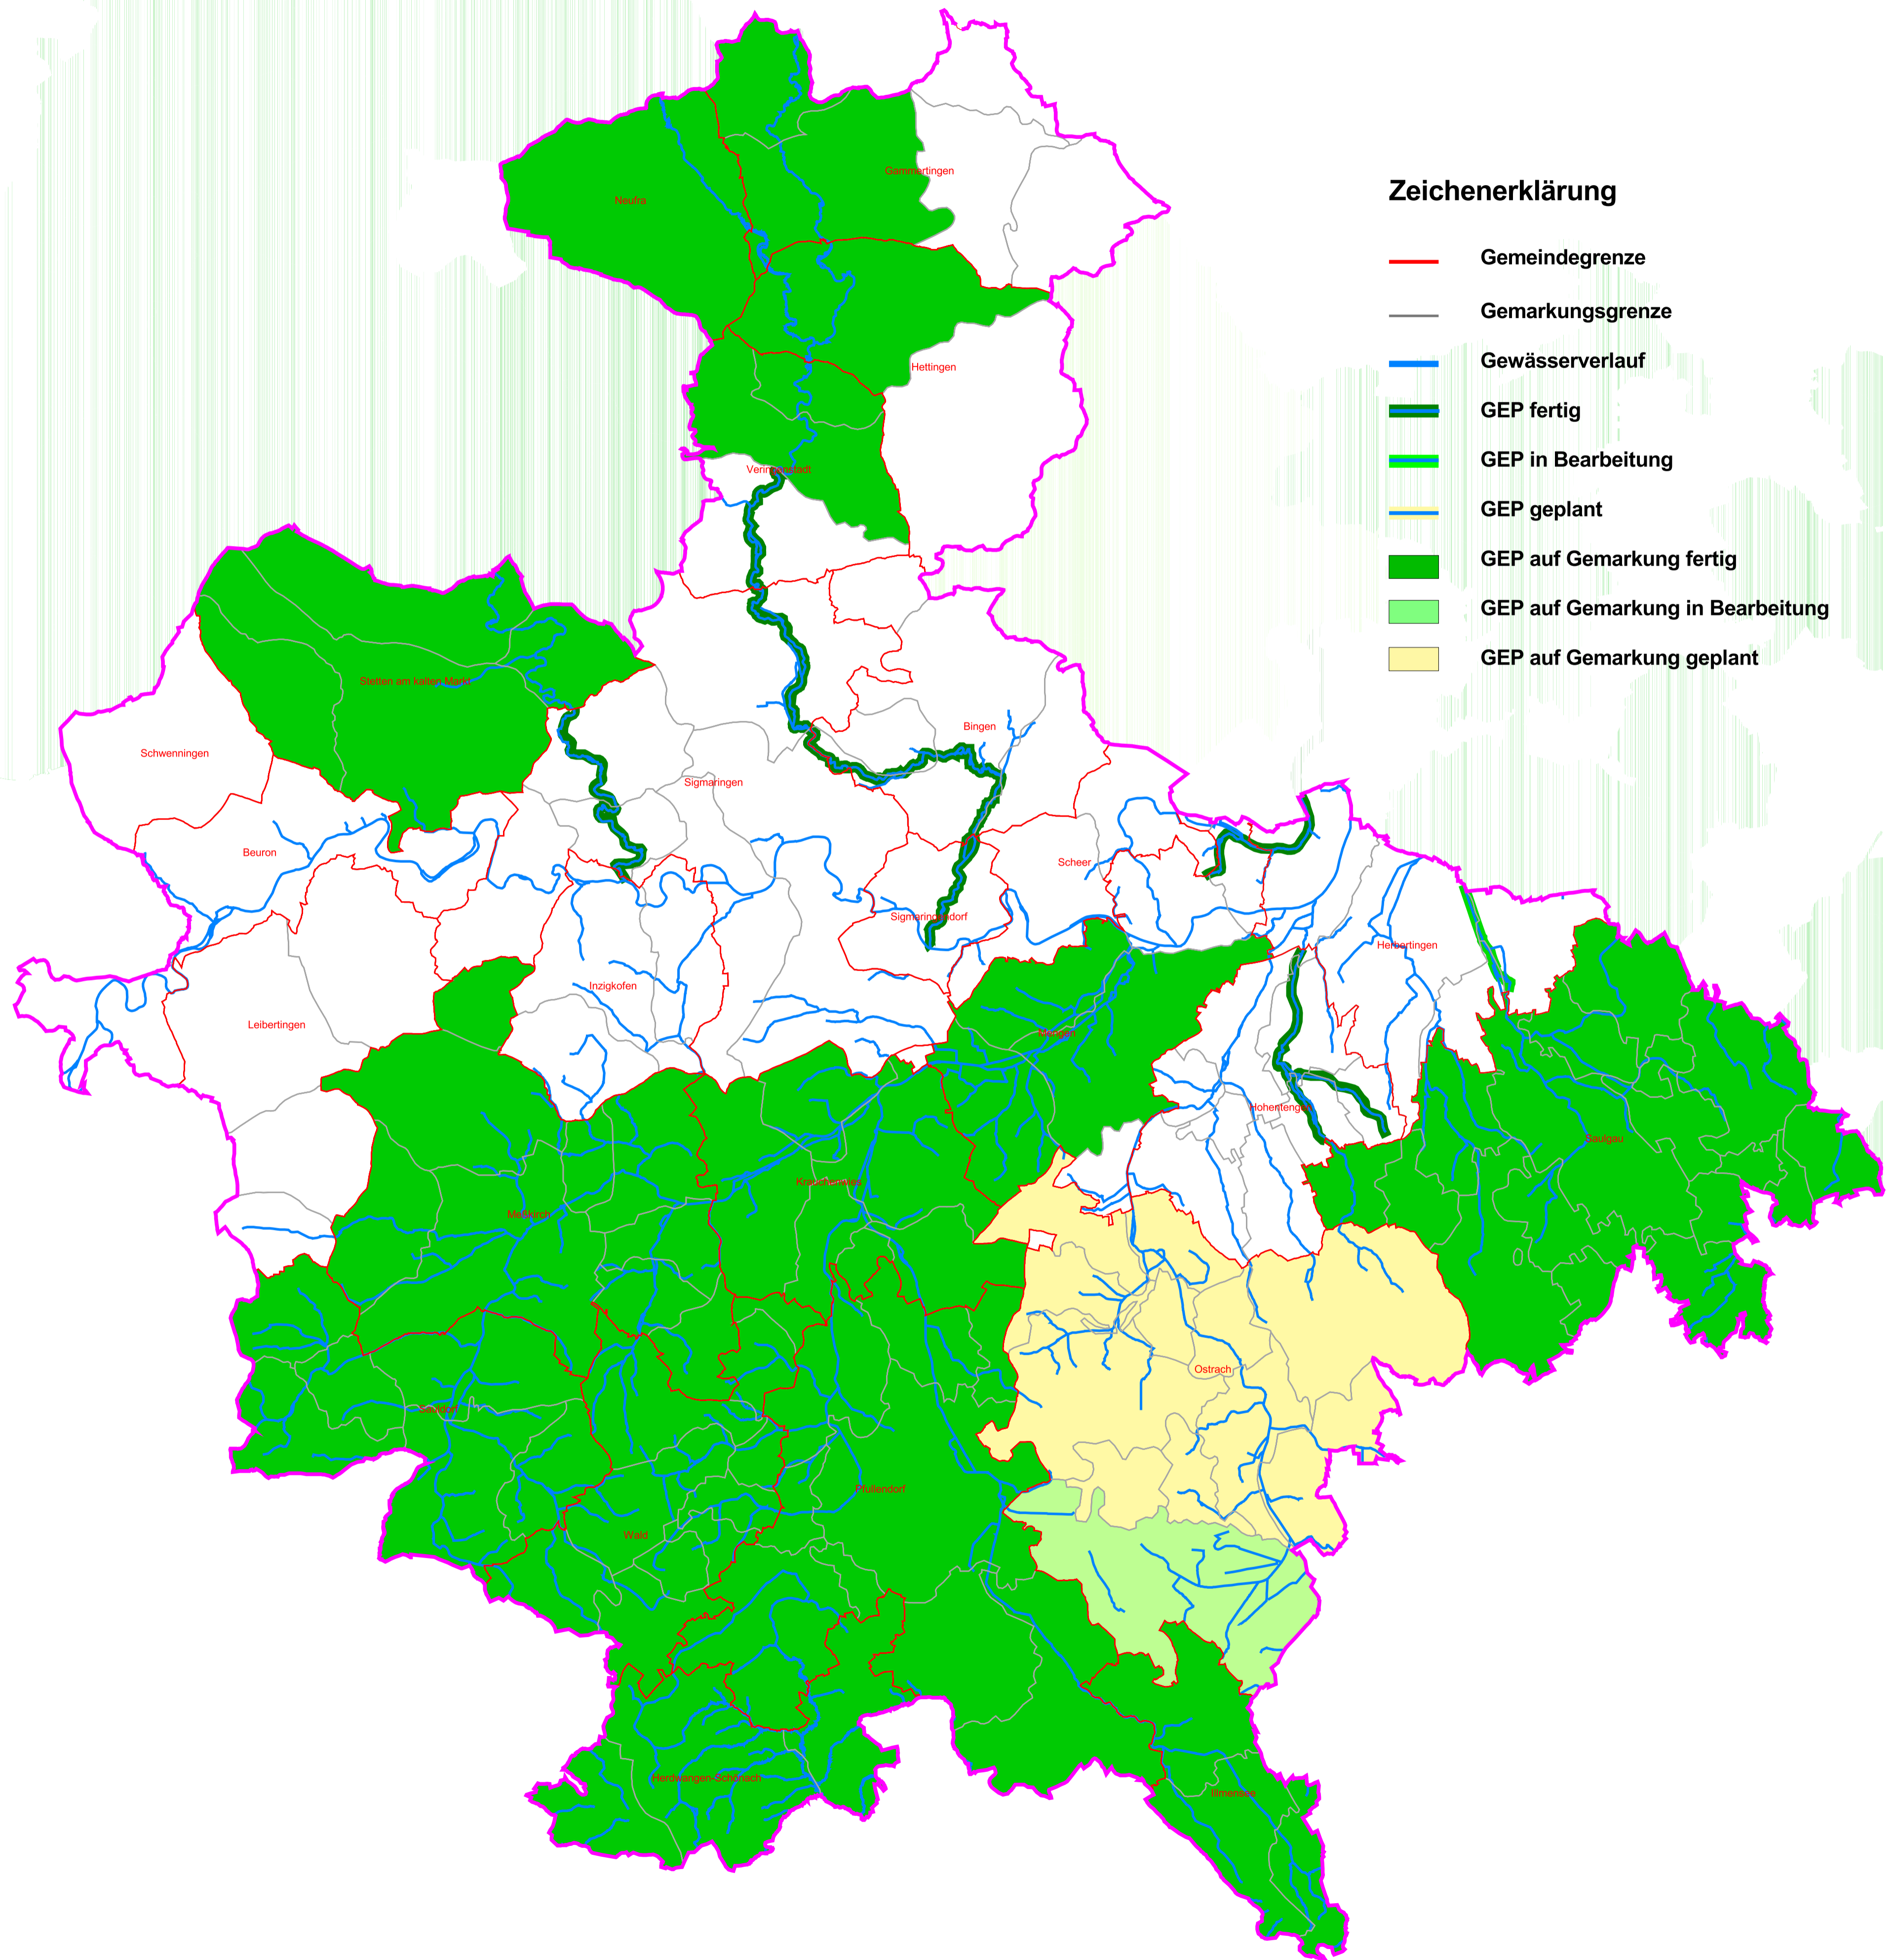 Zeichenerklärung
Gemeindegrenze
Gemarkungsgrenze
Gewässerverlauf
GEP fertig
GEP in Bearbeitung
GEP geplant
GEP auf Gemarkung fertig
GEP auf Gemarkung in Bearbeitung
GEP auf Gemarkung geplant
Gammertingen
Neufra
Hettingen
Veringenstadt
Stetten am kalten Markt
Bingen
Schwenningen
Sigmaringen
Beuron
Scheer
Sigmaringendorf
Herbertingen
Inzigkofen
Leibertingen
Mengen
Hohentengen
Saulgau
Krauchenwies
Meßkirch
Ostrach
Sauldorf
Pfullendorf
Wald
Herdwangen-Schönach
Illmensee